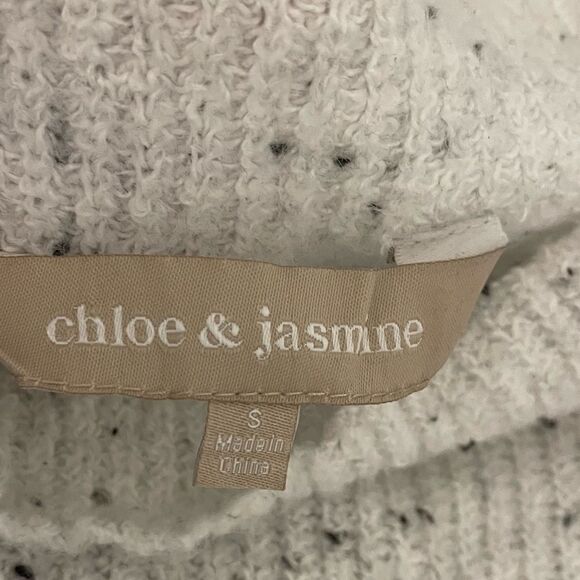 chloe & jasmine
S
Made in
China